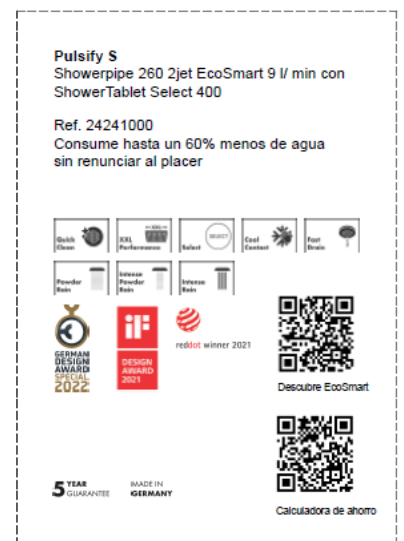 Pulsify S
Showerpipe 260 2jet EcoSmart 9 l/ min con
ShowerTablet Select 400
Ref. 24241000
Consume hasta un 60% menos de agua
sin renunciar al placer
Quick
Clean
XXL
XXL
Performance
Select
SELECT
Cool
Contact
Fast
Drain
Powder
Rain
Intense
Powder
Rain
Intense
Rain
GERMAN
DESIGN
AWARD
SPECIAL
2022
iF
DESIGN
AWARD
2021
reddot winner 2021
Descubre EcoSmart
5 YEAR
GUARANTEE
MADE IN
GERMANY
Calculadora de ahorro